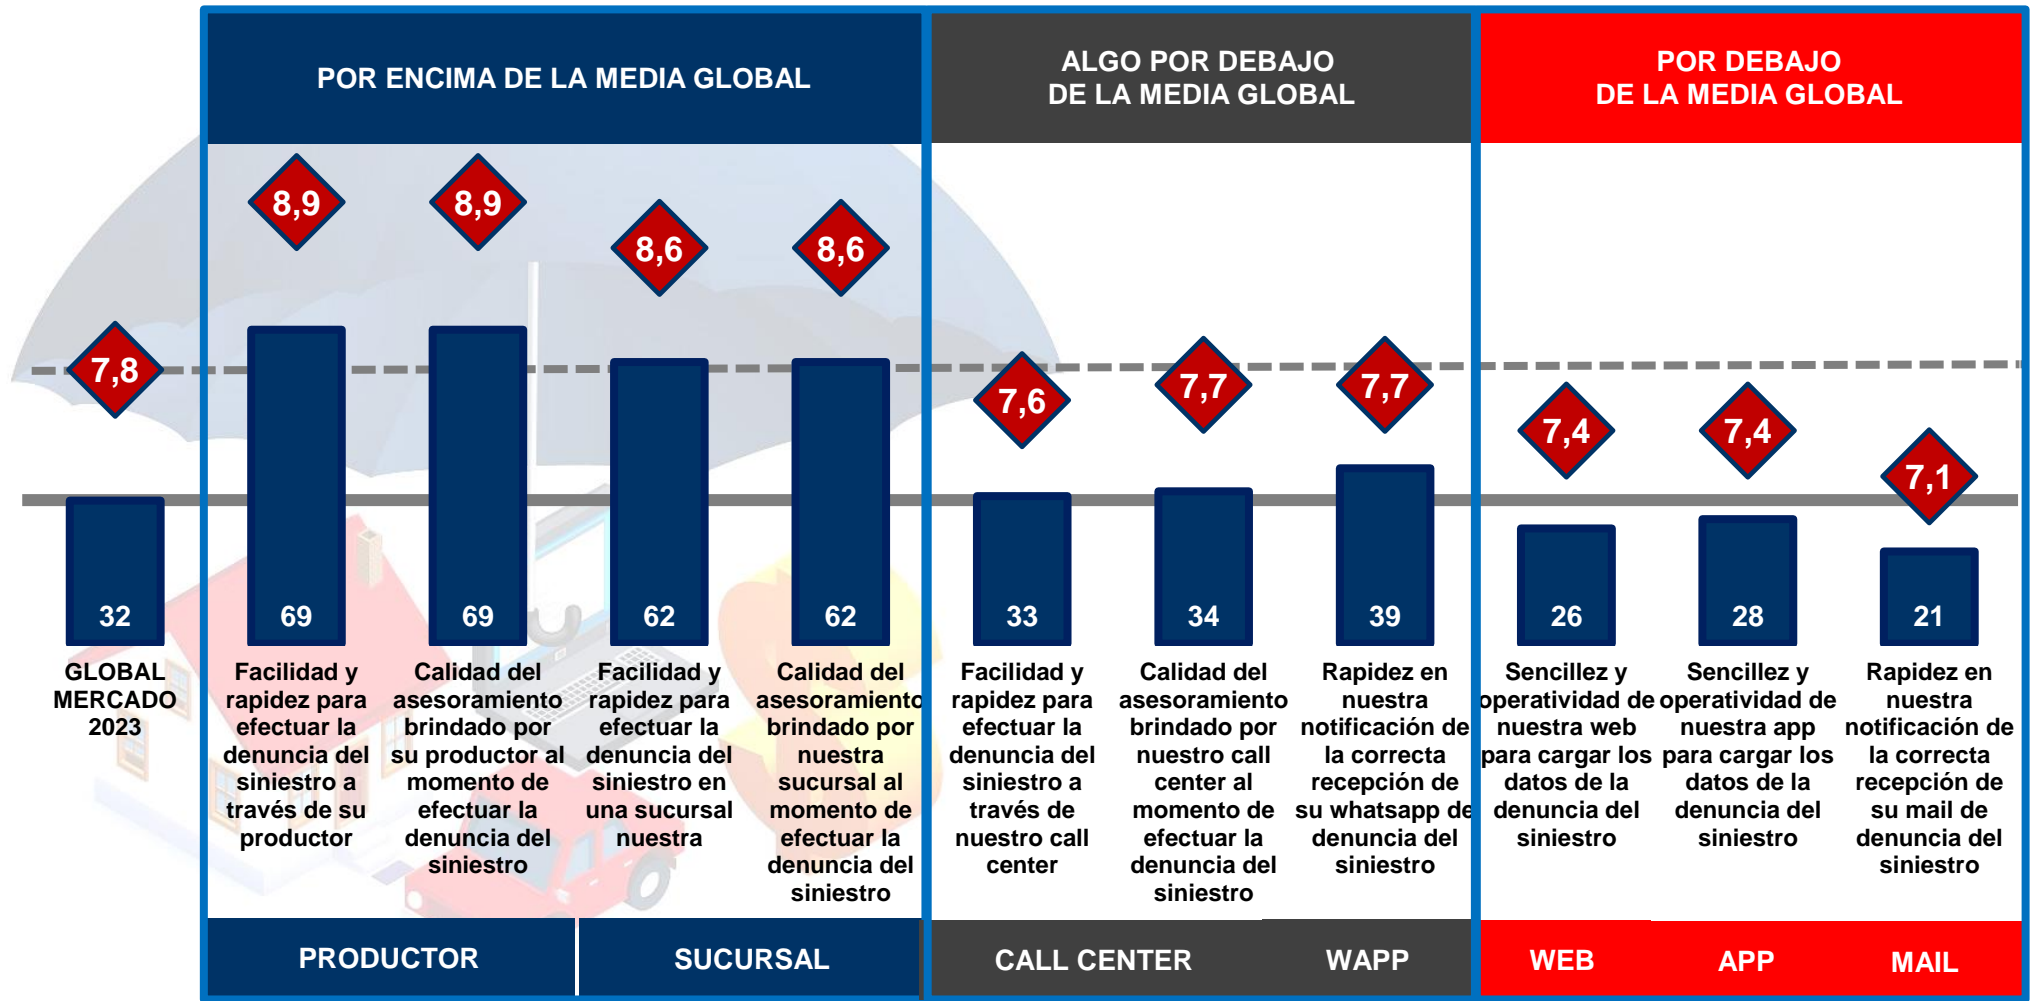 POR ENCIMA DE LA MEDIA GLOBAL
ALGO POR DEBAJO
DE LA MEDIA GLOBAL
POR DEBAJO
DE LA MEDIA GLOBAL
7,8
8,9
8,9
8,6
8,6
7,6
7,7
7,7
7,4
7,4
7,1
32
69
69
62
62
33
34
39
26
28
21
GLOBAL
MERCADO
2023
Facilidad y
rapidez para
efectuar la
denuncia del
siniestro a
través de su
productor
Calidad del
asesoramiento
brindado por
su productor al
momento de
efectuar la
denuncia del
siniestro
Facilidad y
rapidez para
efectuar la
denuncia del
siniestro en
una sucursal
nuestra
Calidad del
asesoramiento
brindado por
nuestra
sucursal al
momento de
efectuar la
denuncia del
siniestro
Facilidad y
rapidez para
efectuar la
denuncia del
siniestro a
través de
nuestro call
center
Calidad del
asesoramiento
brindado por
nuestro call
center al
momento de
efectuar la
denuncia del
siniestro
Rapidez en
nuestra
notificación de
la correcta
recepción de
su whatsapp de
denuncia del
siniestro
Sencillez y
operatividad de
nuestra web
para cargar los
datos de la
denuncia del
siniestro
Sencillez y
operatividad de
nuestra app
para cargar los
datos de la
denuncia del
siniestro
Rapidez en
nuestra
notificación de
la correcta
recepción de
su mail de
denuncia del
siniestro
PRODUCTOR
SUCURSAL
CALL CENTER
WAPP
WEB
APP
MAIL